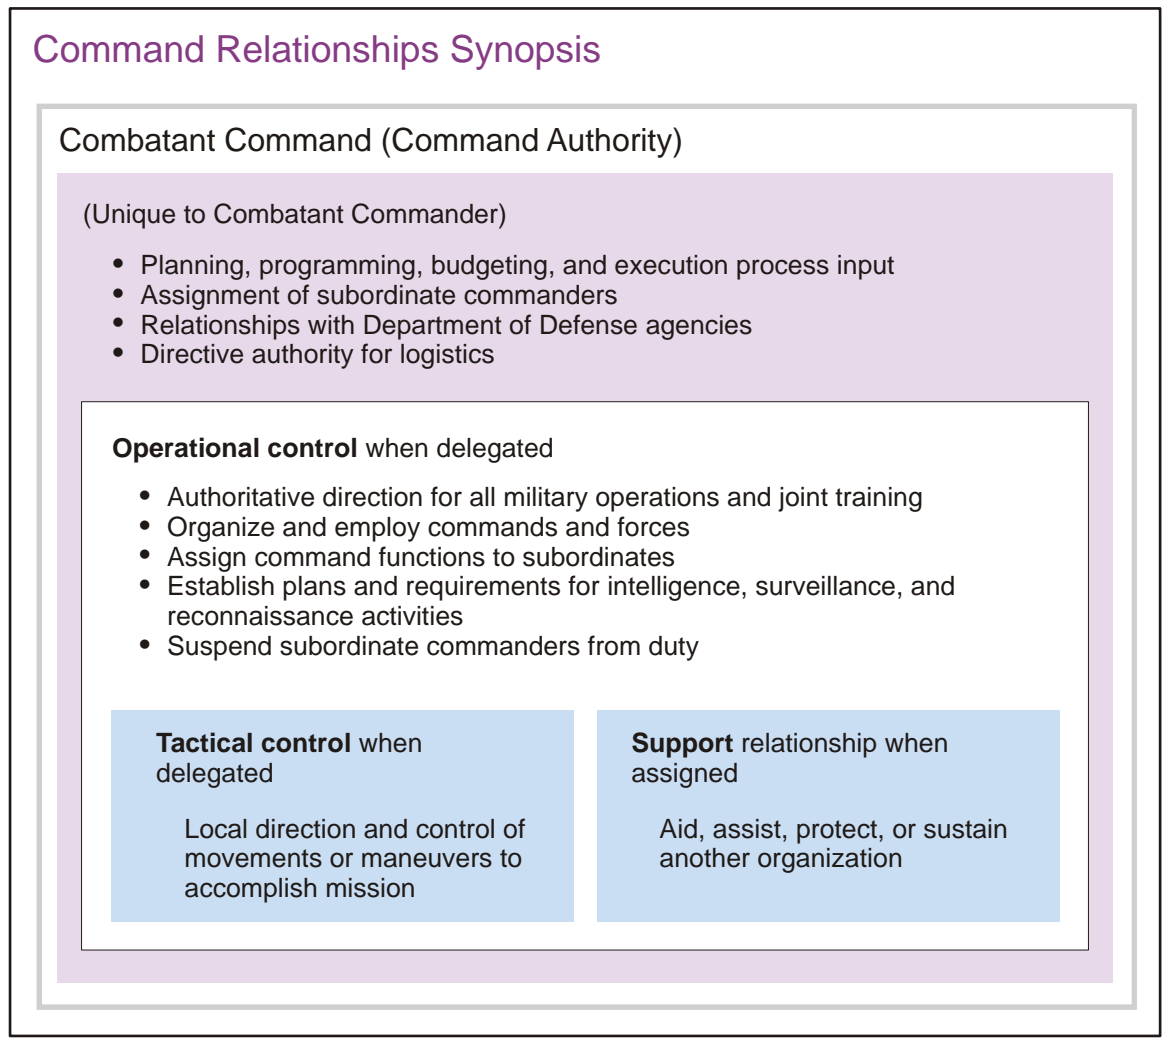 Command Relationships Synopsis
Combatant Command (Command Authority)
(Unique to Combatant Commander)
• Planning, programming, budgeting, and execution process input
• Assignment of subordinate commanders
• Relationships with Department of Defense agencies
• Directive authority for logistics
Operational control when delegated
• Authoritative direction for all military operations and joint training
• Organize and employ commands and forces
• Assign command functions to subordinates
• Establish plans and requirements for intelligence, surveillance, and
reconnaissance activities
• Suspend subordinate commanders from duty
Tactical control when
delegated
Local direction and control of
movements or maneuvers to
accomplish mission
Support relationship when
assigned
Aid, assist, protect, or sustain
another organization